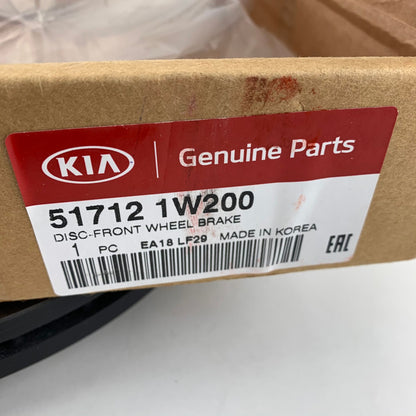 KIA Genuine Parts
51712 1W200
DISC-FRONT WHEEL BRAKE
1 PC EA18 LF29 MADE IN KOREA
EAC